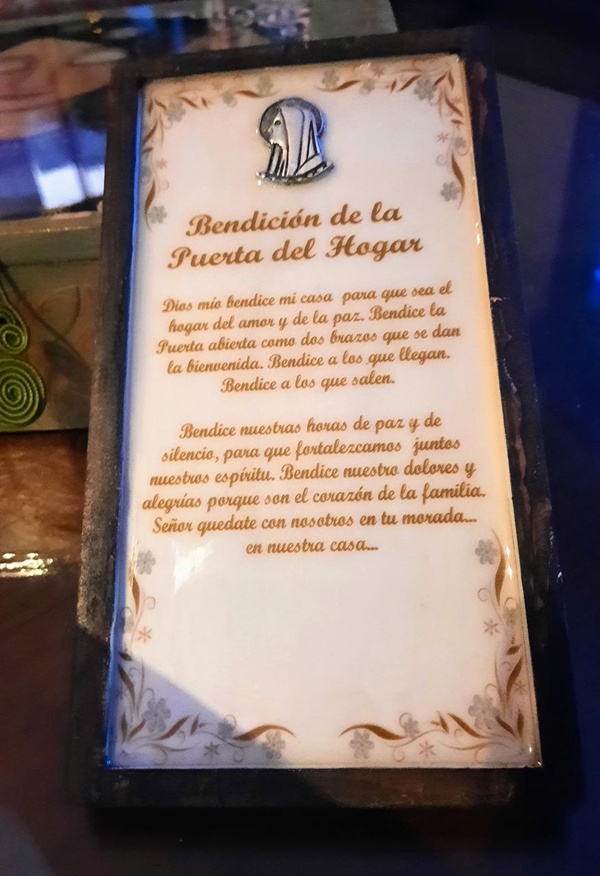 Bendición de la
Puerta del Hogar
Dios mío bendice mi casa para que sea el
hogar del amor y de la paz. Bendice la
Puerta abierta como dos brazos que se dan
la bienvenida. Bendice a los que llegan.
Bendice a los que salen.
Bendice nuestras horas de paz y de
silencio, para que fortalezcamos juntos
nuestros espíritu. Bendice nuestro dolores y
alegrías porque son el corazón de la familia.
Señor quedate con nosotros en tu morada...
en nuestra casa...